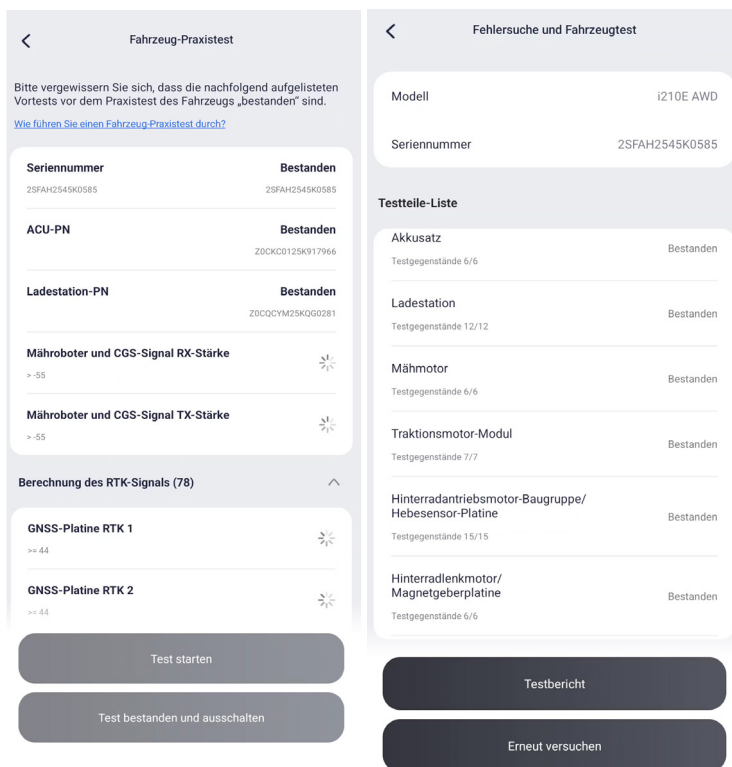 Fahrzeug-Praxistest
Bitte vergewissern Sie sich, dass die nachfolgend aufgelisteten
Vortests vor dem Praxistest des Fahrzeugs „bestanden“ sind.
Wie führen Sie einen Fahrzeug-Praxistest durch?
Seriennummer Bestanden
2SFAH2545K0585 2SFAH2545K0585
ACU-PN Bestanden
Z0CKC0125K917966
Ladestation-PN Bestanden
Z0CQCYM25KQG0281
Mähroboter und CGS-Signal RX-Stärke
> -55
Mähroboter und CGS-Signal TX-Stärke
> -55
Berechnung des RTK-Signals (78)
GNSS-Platine RTK 1
>= 44
GNSS-Platine RTK 2
>= 44
Test starten
Test bestanden und ausschalten
Fehlersuche und Fahrzeugtest
Modell i210E AWD
Seriennummer 2SFAH2545K0585
Testteile-Liste
Akkusatz
Bestanden
Testgegenstände 6/6
Ladestation
Bestanden
Testgegenstände 12/12
Mähmotor
Bestanden
Testgegenstände 6/6
Traktionsmotor-Modul
Bestanden
Testgegenstände 7/7
Hinterradantriebsmotor-Baugruppe/
Hebesensor-Platine
Bestanden
Testgegenstände 15/15
Hinterradlenkmotor/
Magnetgeberplatine
Bestanden
Testgegenstände 6/6
Testbericht
Erneut versuchen